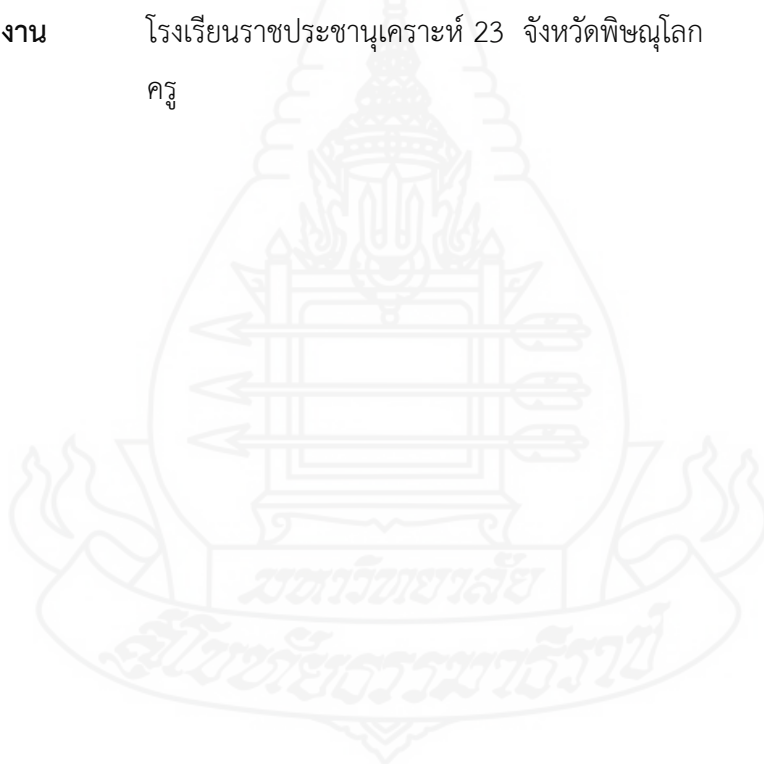 งาน โรงเรียนราชประชานุเคราะห์ 23 จังหวัดพิษณุโลก
ครู
มหาวิทยาลัย
สุโขทัยธรรมาธิราช